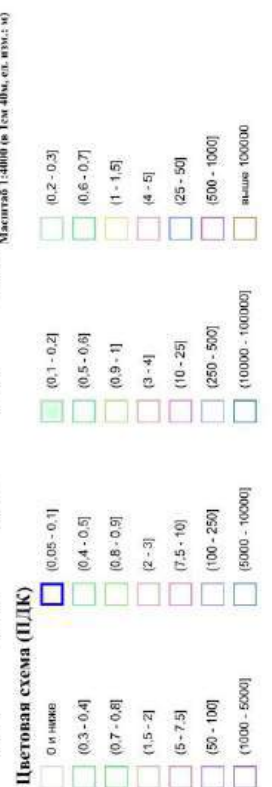 Масштаб 1:4000 (в 1см 40м, ед. изм.: м)
Цветовая схема (ПДК)
0 и ниже (0,05 - 0,1] (0,1 - 0,2] (0,2 - 0,3]
(0,3 - 0,4] (0,4 - 0,5] (0,5 - 0,6] (0,6 - 0,7]
(0,7 - 0,8] (0,8 - 0,9] (0,9 - 1] (1 - 1,5]
(1,5 - 2] (2 - 3] (3 - 4] (4 - 5]
(5 - 7,5] (7,5 - 10] (10 - 25] (25 - 50]
(50 - 100] (100 - 250] (250 - 500] (500 - 1000]
(1000 - 5000] (5000 - 10000] (10000 - 100000] выше 100000